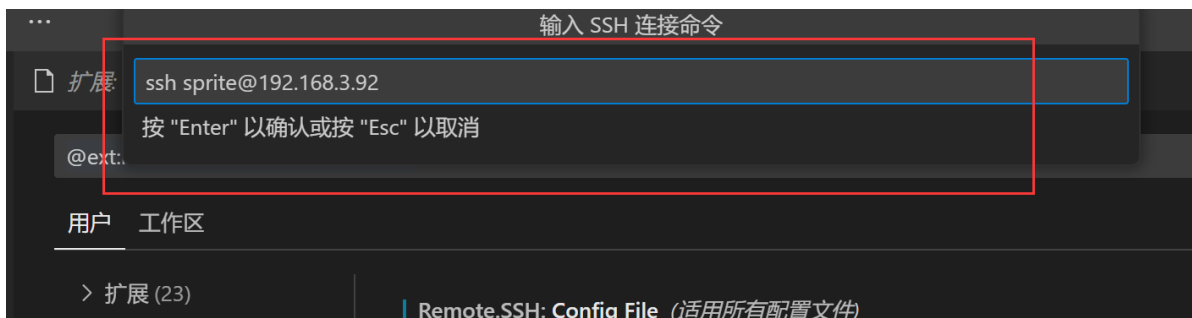 ...
输入 SSH 连接命令
扩展:
ssh sprite@192.168.3.92
按 "Enter" 以确认或按 "Esc" 以取消
@ext:
用户 工作区
> 扩展 (23)
Remote.SSH: Config File (适用所有配置文件)